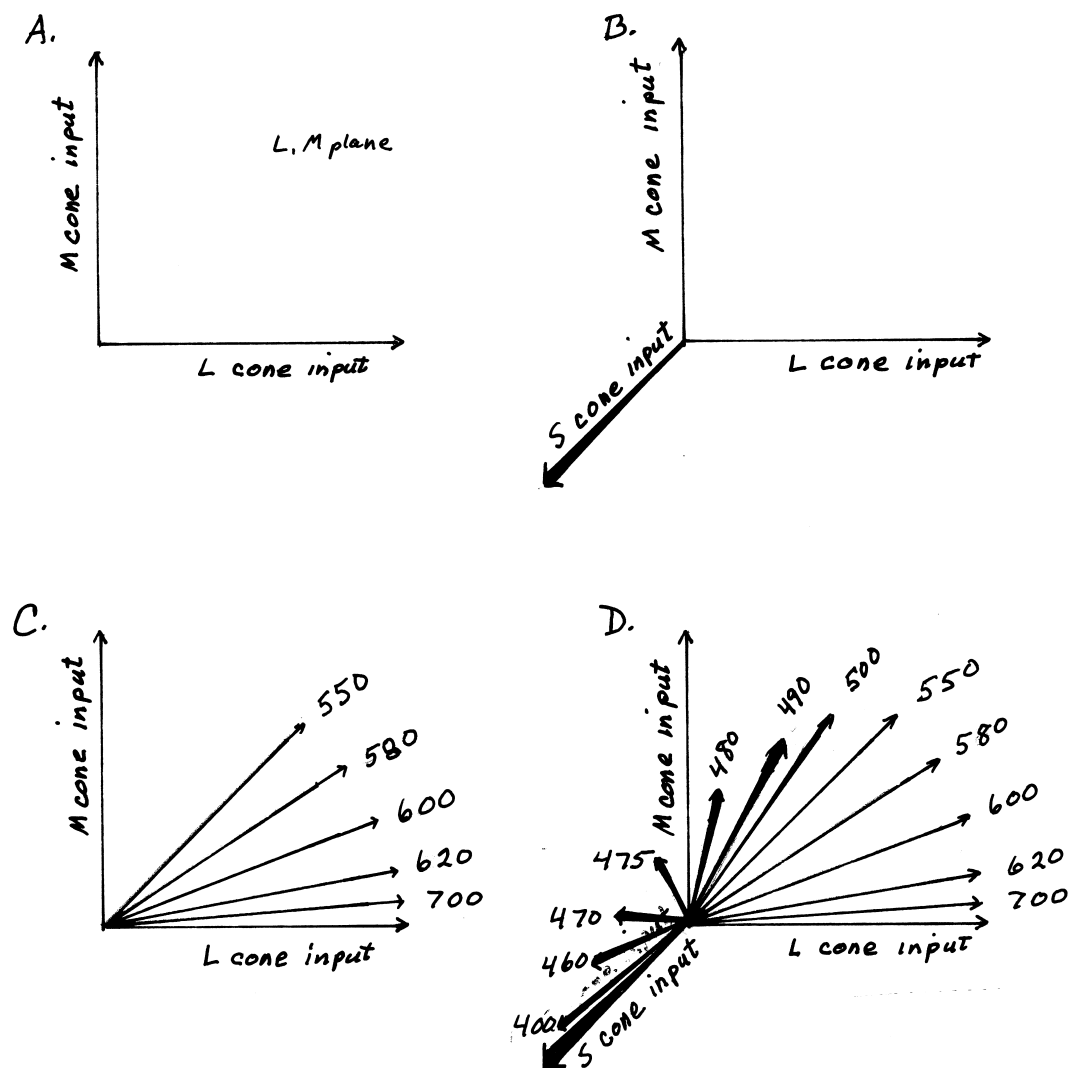 A.
M cone input
L, M plane
L cone input
B.
M cone input
L cone input
S cone input
C.
M cone input
550
580
600
620
700
L cone input
D.
M cone input
480
490
500
550
580
600
620
700
475
470
460
400
L cone input
S cone input